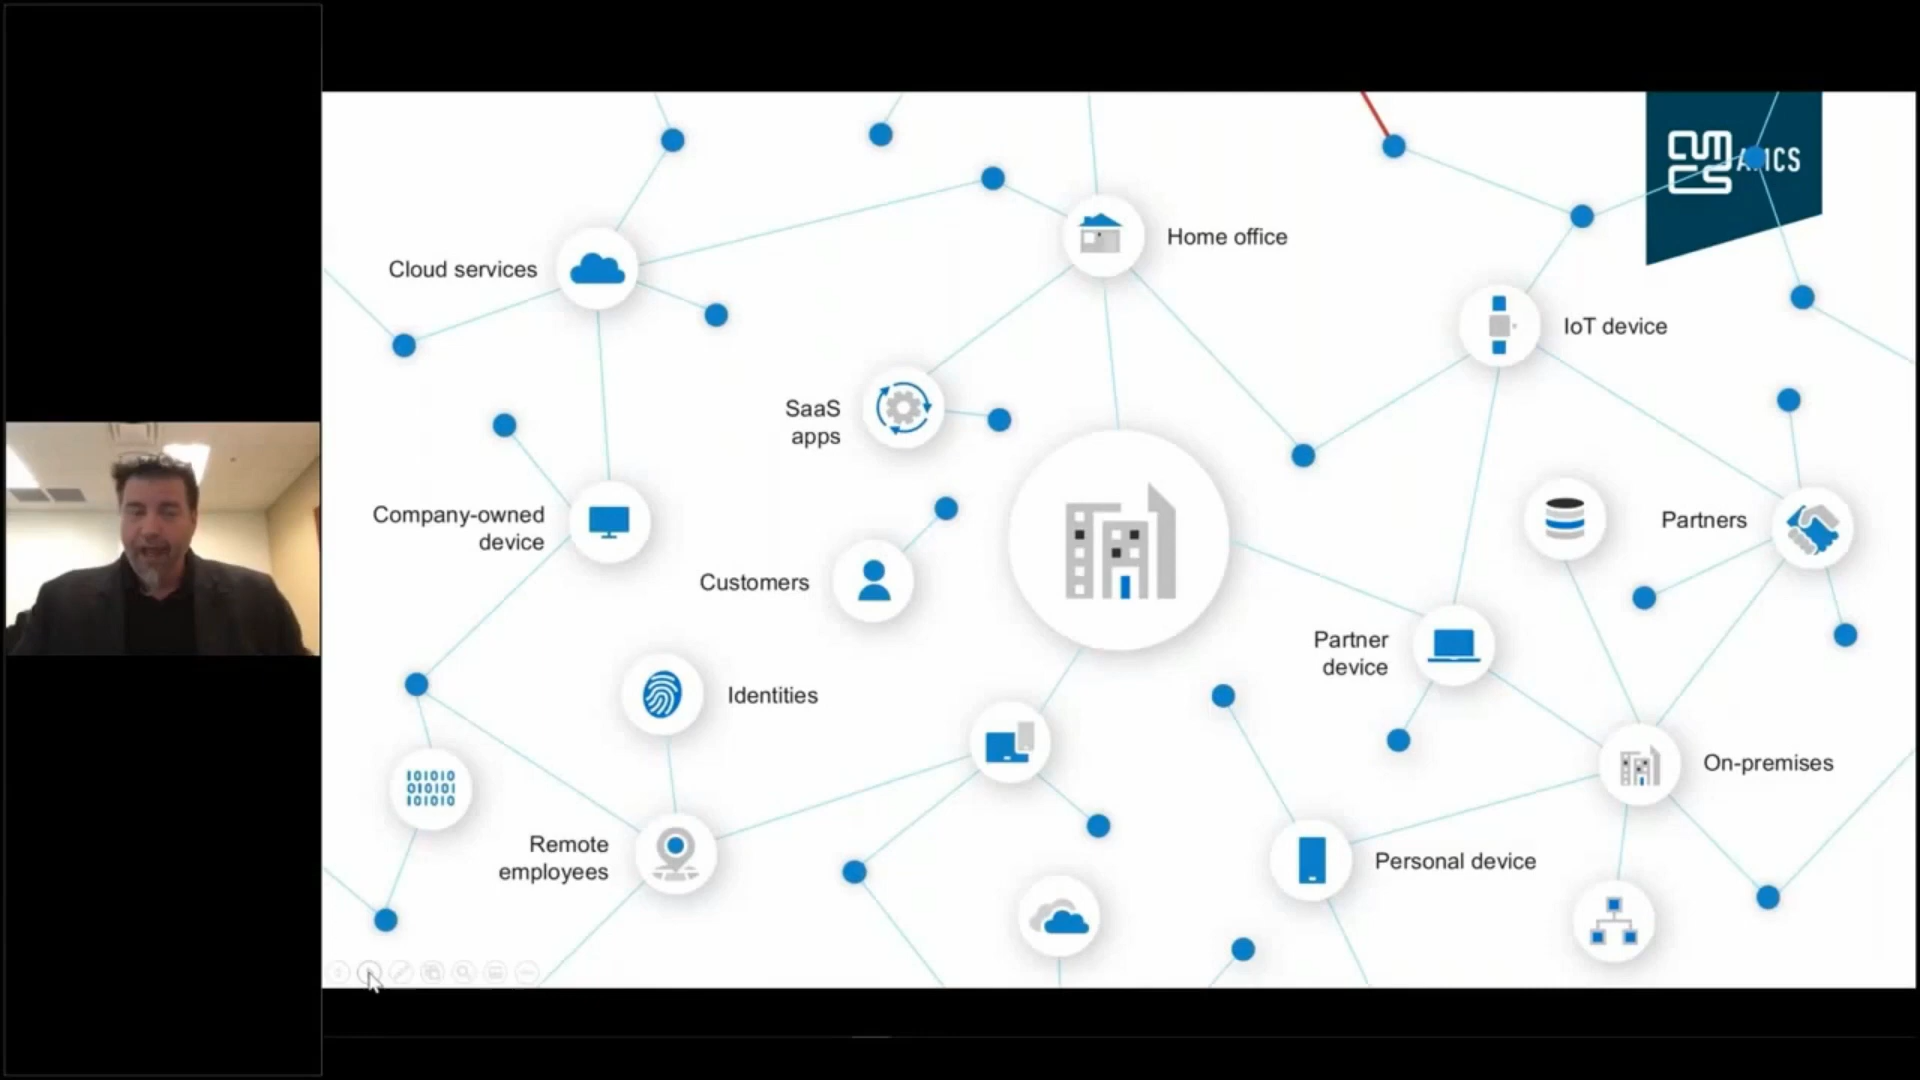 Home office
Cloud services
IoT device
SaaS
apps
Company-owned
device
Partners
Customers
Partner
device
Identities
On-premises
101010
010101
101010
Remote
employees
Personal device